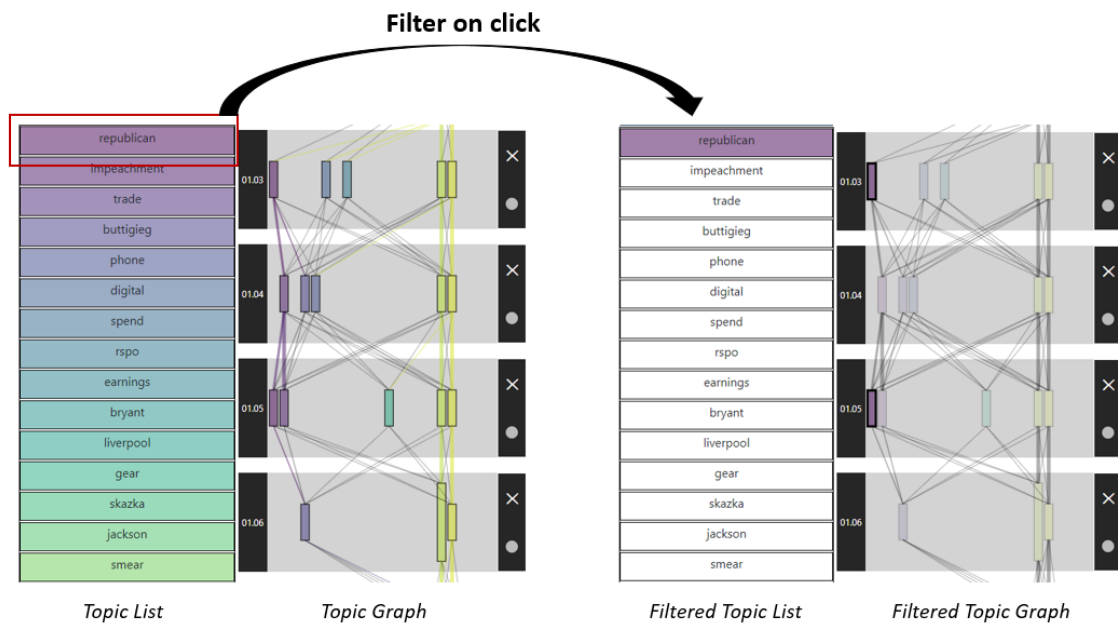 Filter on click
republican
impeachment
trade
buttigieg
phone
digital
spend
rspo
earnings
bryant
liverpool
gear
skazka
jackson
smear
01.03
01.04
01.05
01.06
republican
impeachment
trade
buttigieg
phone
digital
spend
rspo
earnings
bryant
liverpool
gear
skazka
jackson
smear
01.03
01.04
01.05
01.06
Topic List
Topic Graph
Filtered Topic List
Filtered Topic Graph